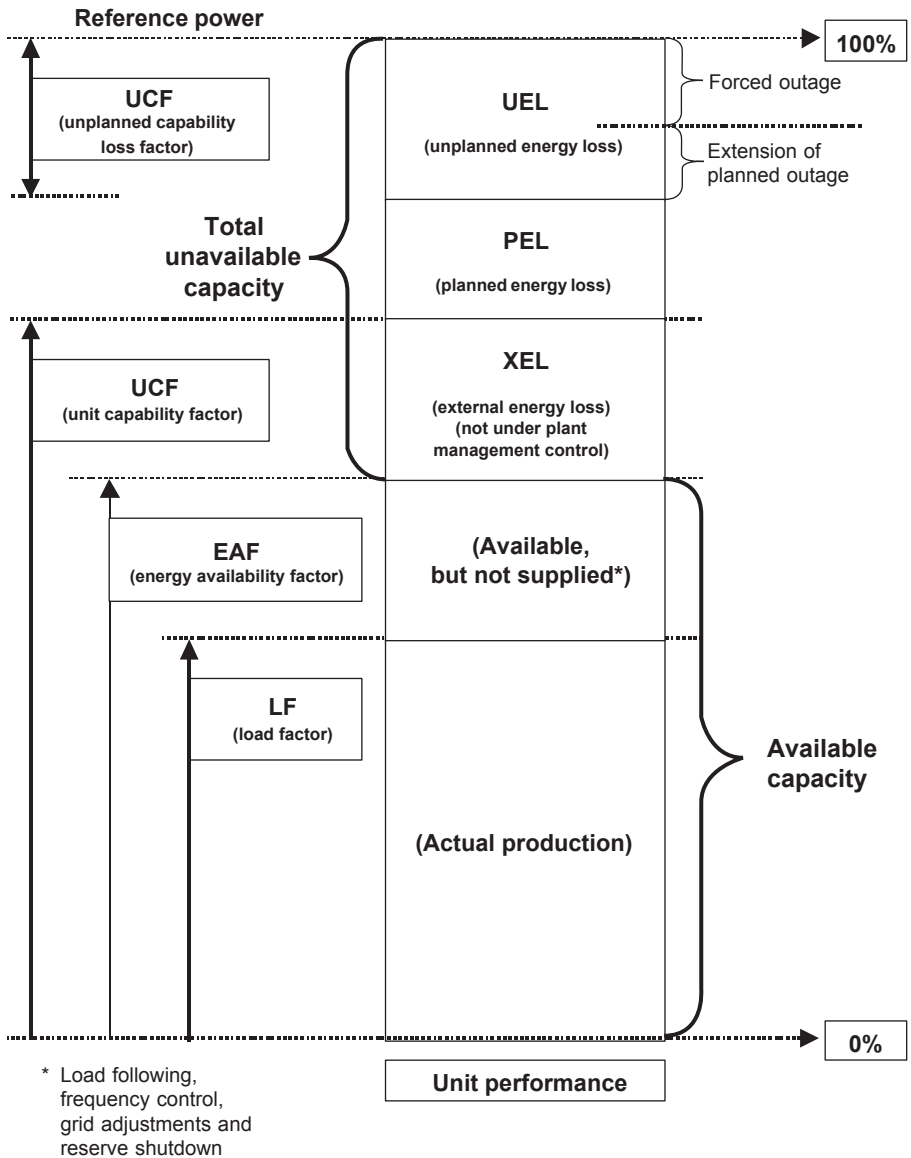 Reference power
100%
UCF
(unplanned capability
loss factor)
UEL
(unplanned energy loss)
Forced outage
Extension of
planned outage
Total
unavailable
capacity
PEL
(planned energy loss)
UCF
(unit capability factor)
XEL
(external energy loss)
(not under plant
management control)
EAF
(energy availability factor)
(Available,
but not supplied*)
LF
(load factor)
Available
capacity
(Actual production)
0%
Unit performance
* Load following,
frequency control,
grid adjustments and
reserve shutdown